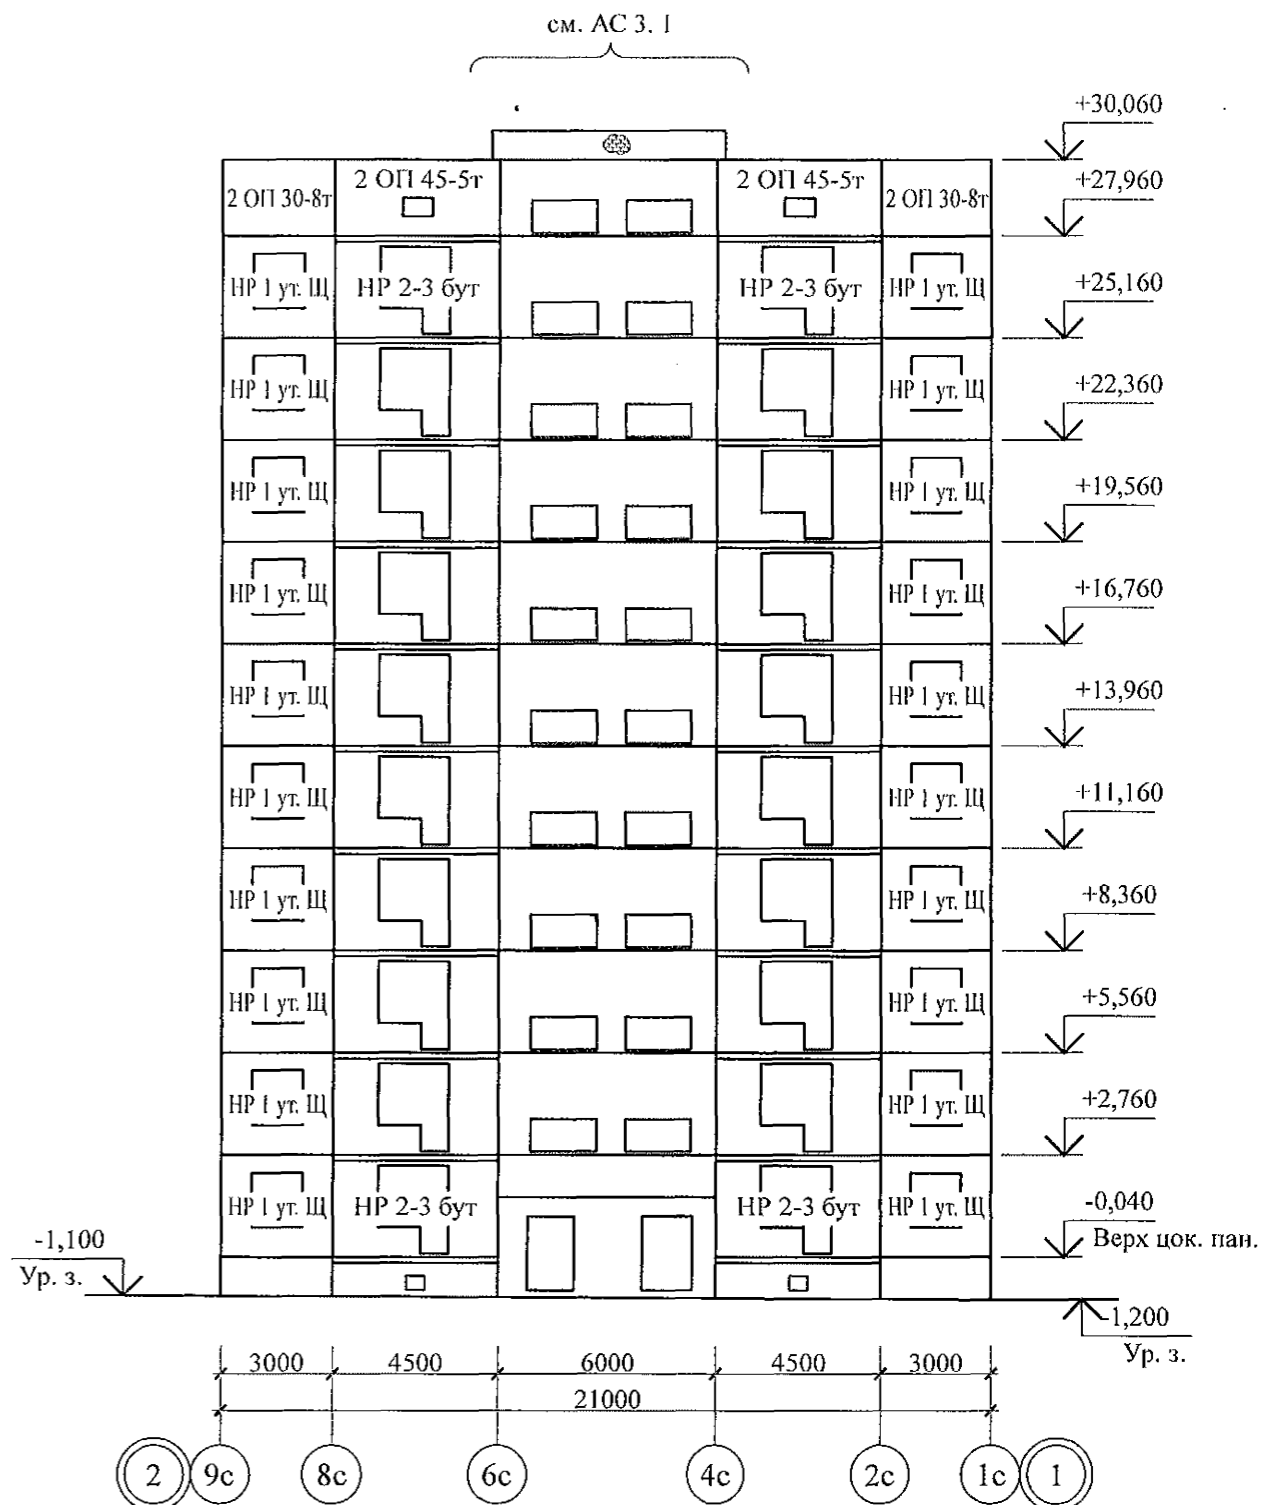 см. АС 3. 1
+30,060
2 ОП 30-8т 2 ОП 45-5т 2 ОП 45-5т 2 ОП 30-8т
+27,960
НР 1 ут. Щ НР 2-3 бут НР 2-3 бут НР 1 ут. Щ
+25,160
НР 1 ут. Щ НР 1 ут. Щ
+22,360
НР 1 ут. Щ НР 1 ут. Щ
+19,560
НР 1 ут. Щ НР 1 ут. Щ
+16,760
НР 1 ут. Щ НР 1 ут. Щ
+13,960
НР 1 ут. Щ НР 1 ут. Щ
+11,160
НР 1 ут. Щ НР 1 ут. Щ
+8,360
НР 1 ут. Щ НР 1 ут. Щ
+5,560
НР 1 ут. Щ НР 1 ут. Щ
+2,760
НР 1 ут. Щ НР 2-3 бут НР 2-3 бут НР 1 ут. Щ
-0,040
Верх цок. пан.
-1,100
Ур. з.
-1,200
Ур. з.
3000 4500 6000 4500 3000
21000
2 9с 8с 6с 4с 2с 1с 1